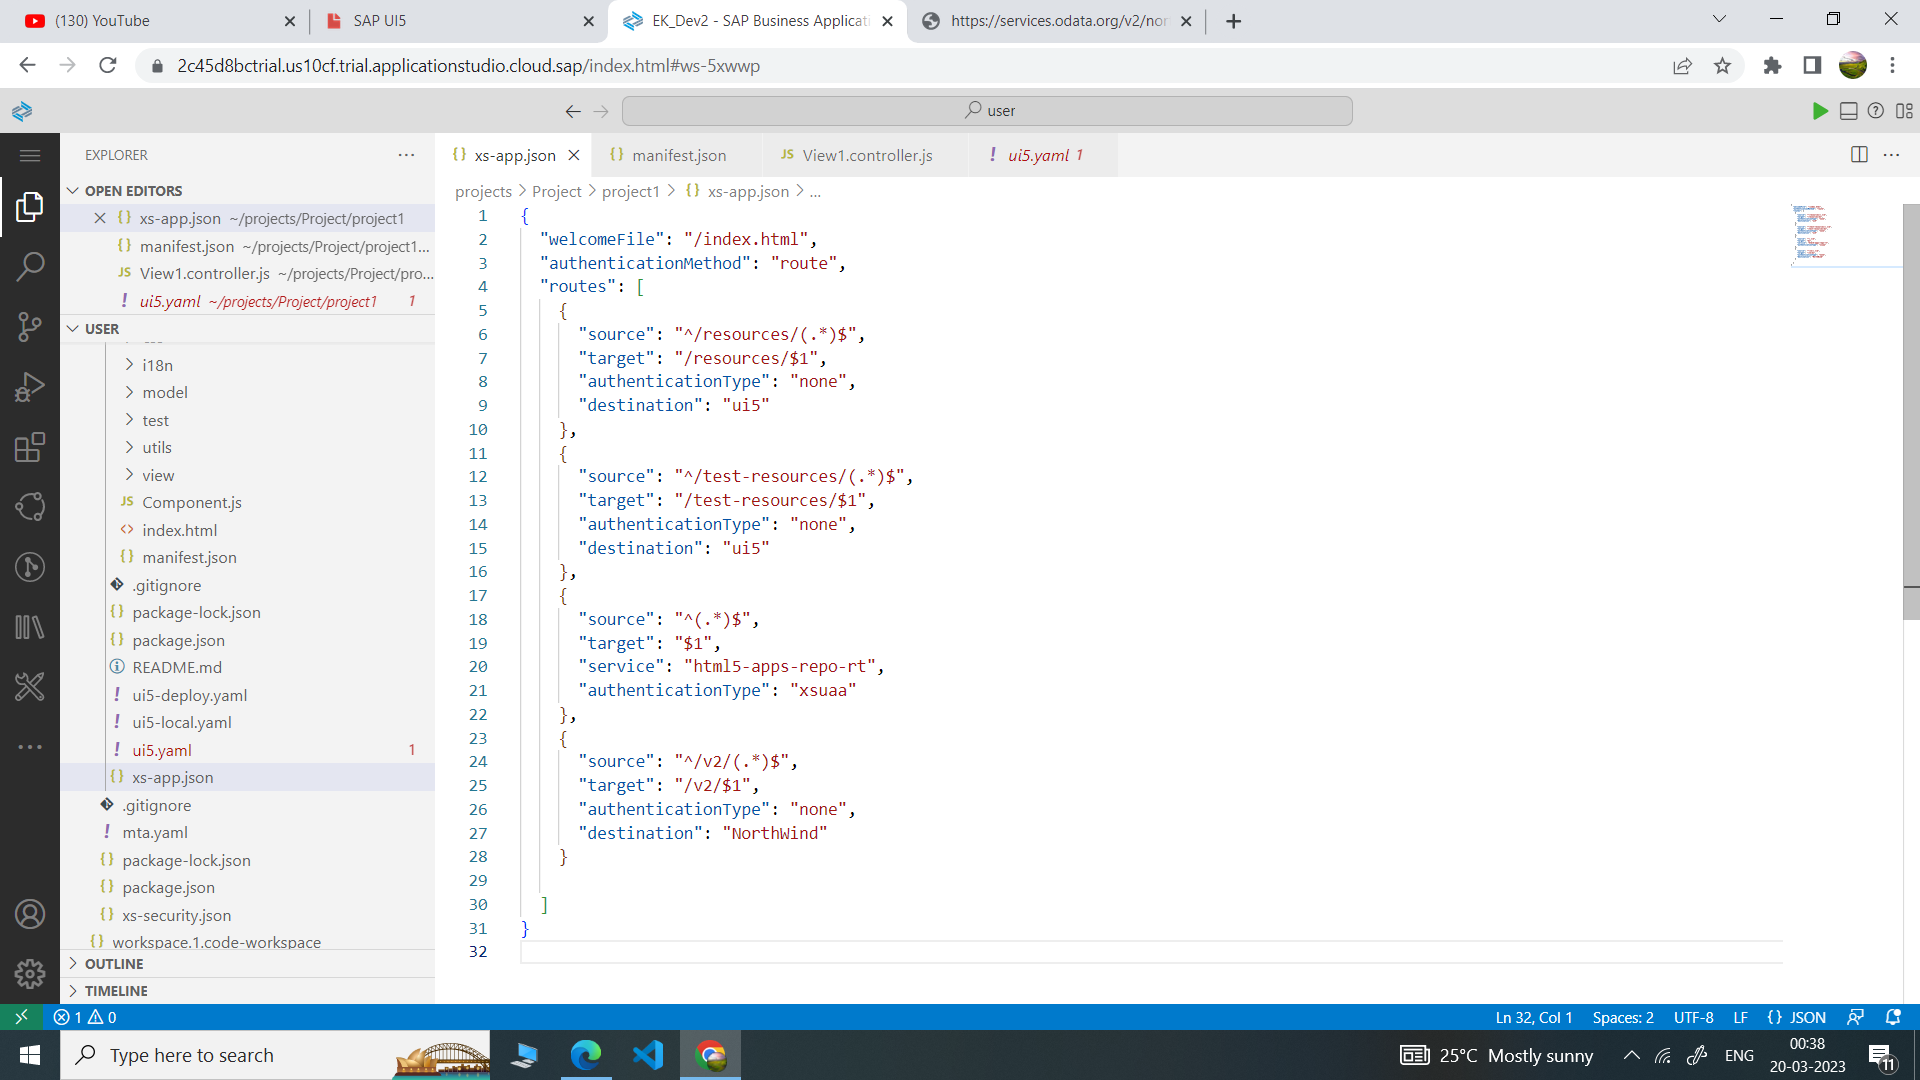 (130) YouTube
SAP UI5
EK_Dev2 - SAP Business Applicati
https://services.odata.org/v2/nor
2c45d8bctrial.us10cf.trial.applicationstudio.cloud.sap/index.html#ws-5xwwp
user
EXPLORER
OPEN EDITORS
xs-app.json ~/projects/Project/project1
manifest.json ~/projects/Project/project1...
View1.controller.js ~/projects/Project/pro...
ui5.yaml ~/projects/Project/project1 1
USER
i18n
model
test
utils
view
Component.js
index.html
manifest.json
.gitignore
package-lock.json
package.json
README.md
ui5-deploy.yaml
ui5-local.yaml
ui5.yaml 1
xs-app.json
.gitignore
mta.yaml
package-lock.json
package.json
xs-security.json
workspace.1.code-workspace
OUTLINE
TIMELINE
xs-app.json
manifest.json
View1.controller.js
ui5.yaml 1
projects > Project > project1 > {} xs-app.json > ...
1 {
2 "welcomeFile": "/index.html",
3 "authenticationMethod": "route",
4 "routes": [
5 {
6 "source": "^/resources/(.*)$",
7 "target": "/resources/$1",
8 "authenticationType": "none",
9 "destination": "ui5"
10 },
11 {
12 "source": "^/test-resources/(.*)$",
13 "target": "/test-resources/$1",
14 "authenticationType": "none",
15 "destination": "ui5"
16 },
17 {
18 "source": "^(.*)$",
19 "target": "$1",
20 "service": "html5-apps-repo-rt",
21 "authenticationType": "xsuaa"
22 },
23 {
24 "source": "^/v2/(.*)$",
25 "target": "/v2/$1",
26 "authenticationType": "none",
27 "destination": "NorthWind"
28 }
29
30 ]
31 }
32
1 0
Ln 32, Col 1
Spaces: 2
UTF-8
LF
{} JSON
Type here to search
25°C Mostly sunny
ENG
00:38
20-03-2023
11